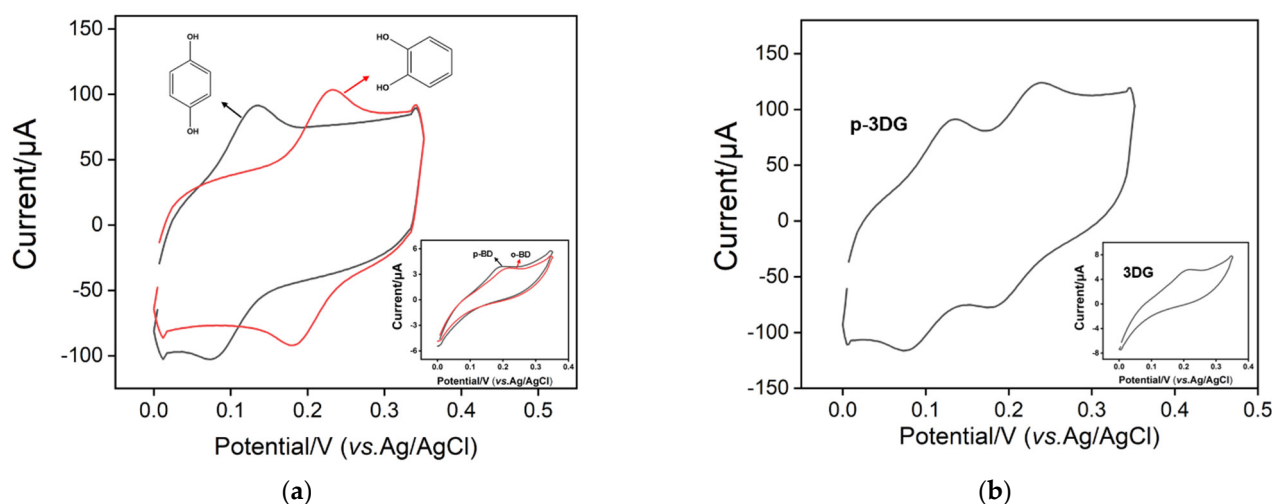 150
100
50
0
-50
-100
Current/µA
0.0 0.1 0.2 0.3 0.4 0.5
Potential/V (vs.Ag/AgCl)
OH
OH
HO
HO
6
3
0
-3
-6
Current/µA
p-BD o-BD
0.0 0.1 0.2 0.3 0.4
Potential/V (vs.Ag/AgCl)
(a)
150
100
50
0
-50
-100
-150
Current/µA
p-3DG
0.0 0.1 0.2 0.3 0.4 0.5
Potential/V (vs.Ag/AgCl)
8
4
0
-4
-8
Current/µA
3DG
0.0 0.1 0.2 0.3 0.4
Potential/V (vs.Ag/AgCl)
(b)